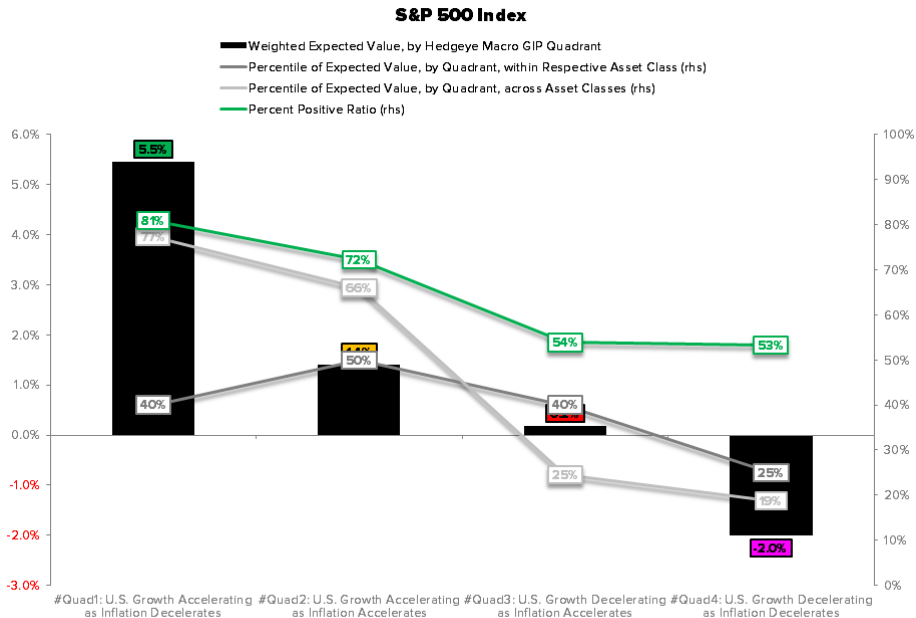 S&P 500 Index
Weighted Expected Value, by Hedgeye Macro GIP Quadrant
Percentile of Expected Value, by Quadrant, within Respective Asset Class (rhs)
Percentile of Expected Value, by Quadrant, across Asset Classes (rhs)
Percent Positive Ratio (rhs)
6.0%
5.0%
4.0%
3.0%
2.0%
1.0%
0.0%
-1.0%
-2.0%
-3.0%
5.5%
81%
77%
40%
72%
66%
50%
54%
40%
25%
53%
25%
19%
-2.0%
100%
90%
80%
70%
60%
50%
40%
30%
20%
10%
0%
#Quad1: U.S. Growth Accelerating
as Inflation Decelerates
#Quad2: U.S. Growth Accelerating
as Inflation Accelerates
#Quad3: U.S. Growth Decelerating
as Inflation Accelerates
#Quad4: U.S. Growth Decelerating
as Inflation Decelerates